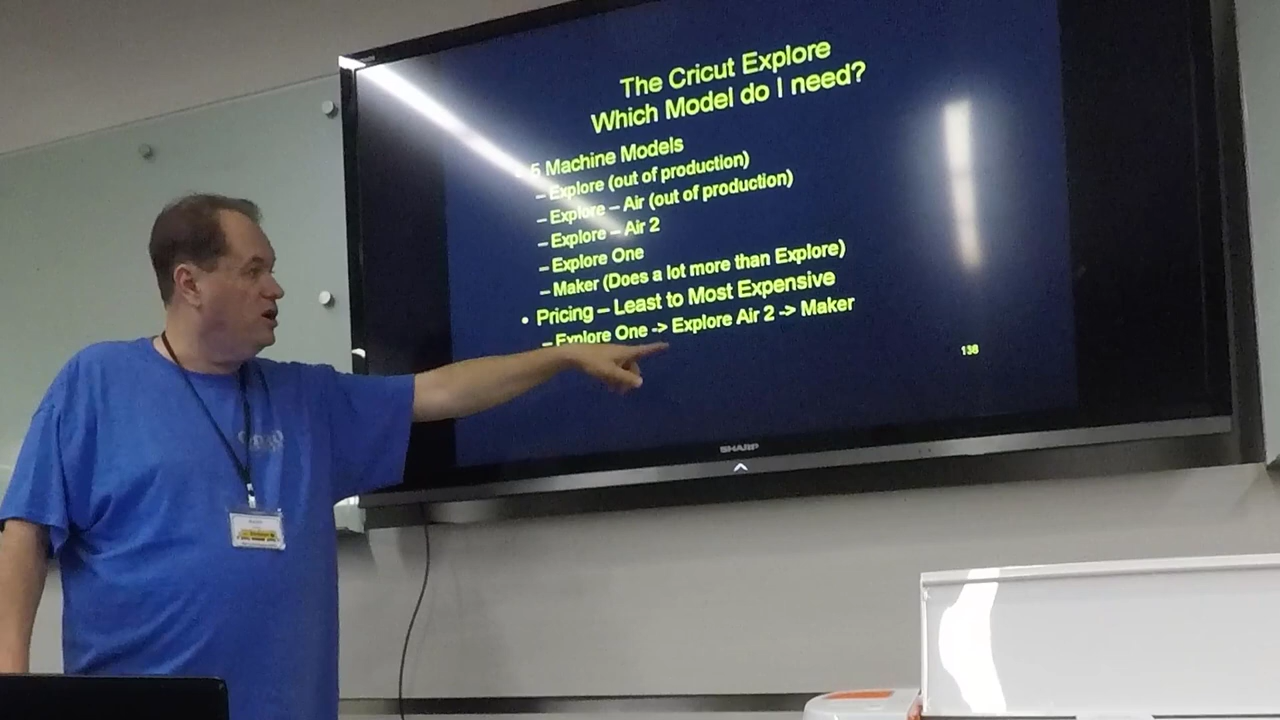 The Cricut Explore
Which Model do I need?
• 5 Machine Models
– Explore (out of production)
– Explore – Air (out of production)
– Explore – Air 2
– Explore One
– Maker (Does a lot more than Explore)
• Pricing – Least to Most Expensive
– Explore One -> Explore Air 2 -> Maker
138
SHARP